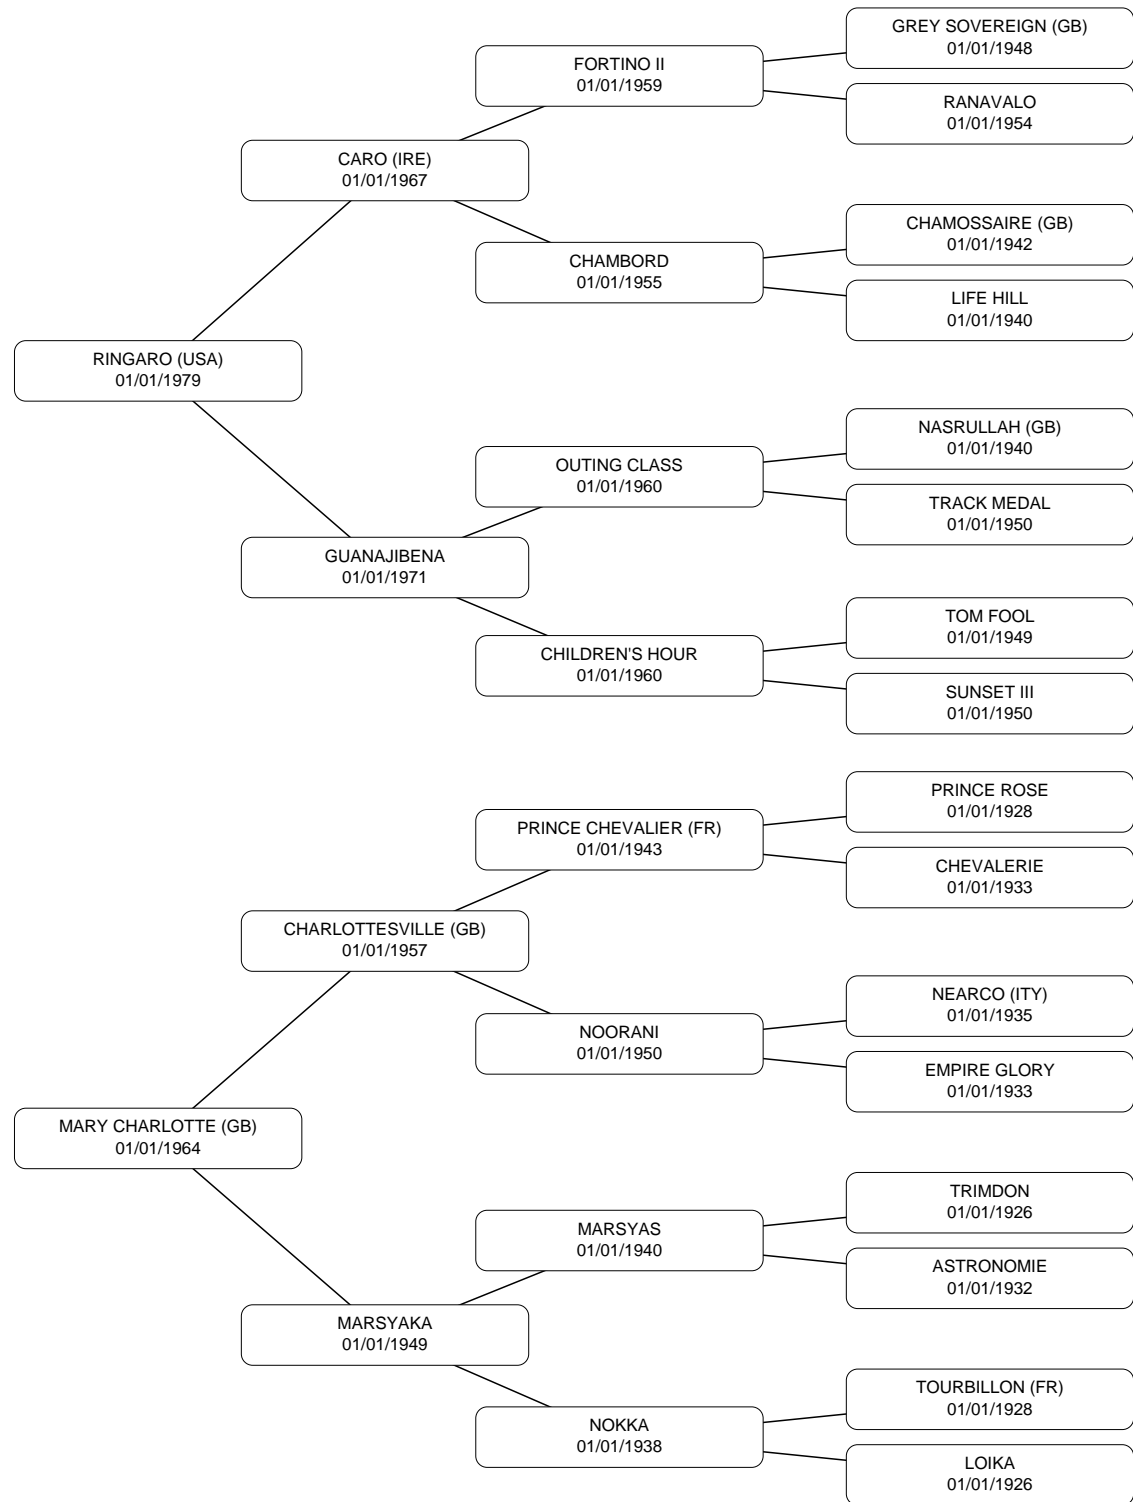 GREY SOVEREIGN (GB)
01/01/1948
FORTINO II
01/01/1959
RANAVALO
01/01/1954
CARO (IRE)
01/01/1967
CHAMOSSAIRE (GB)
01/01/1942
CHAMBORD
01/01/1955
LIFE HILL
01/01/1940
RINGARO (USA)
01/01/1979
NASRULLAH (GB)
01/01/1940
OUTING CLASS
01/01/1960
TRACK MEDAL
01/01/1950
GUANAJIBENA
01/01/1971
TOM FOOL
01/01/1949
CHILDREN'S HOUR
01/01/1960
SUNSET III
01/01/1950
PRINCE ROSE
01/01/1928
PRINCE CHEVALIER (FR)
01/01/1943
CHEVALERIE
01/01/1933
CHARLOTTESVILLE (GB)
01/01/1957
NEARCO (ITY)
01/01/1935
NOORANI
01/01/1950
EMPIRE GLORY
01/01/1933
MARY CHARLOTTE (GB)
01/01/1964
TRIMDON
01/01/1926
MARSYAS
01/01/1940
ASTRONOMIE
01/01/1932
MARSYAKA
01/01/1949
TOURBILLON (FR)
01/01/1928
NOKKA
01/01/1938
LOIKA
01/01/1926